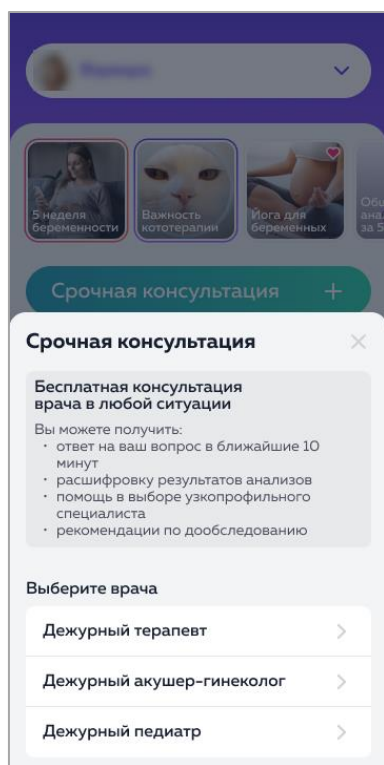 5 неделя
беременности
Важность
кототерапии
Йога для
беременных
за 5
Срочная консультация +
Срочная консультация
Бесплатная консультация
врача в любой ситуации
Вы можете получить:
· ответ на ваш вопрос в ближайшие 10
минут
· расшифровку результатов анализов
· помощь в выборе узкопрофильного
специалиста
· рекомендации по дообследованию
Выберите врача
Дежурный терапевт
Дежурный акушер-гинеколог
Дежурный педиатр